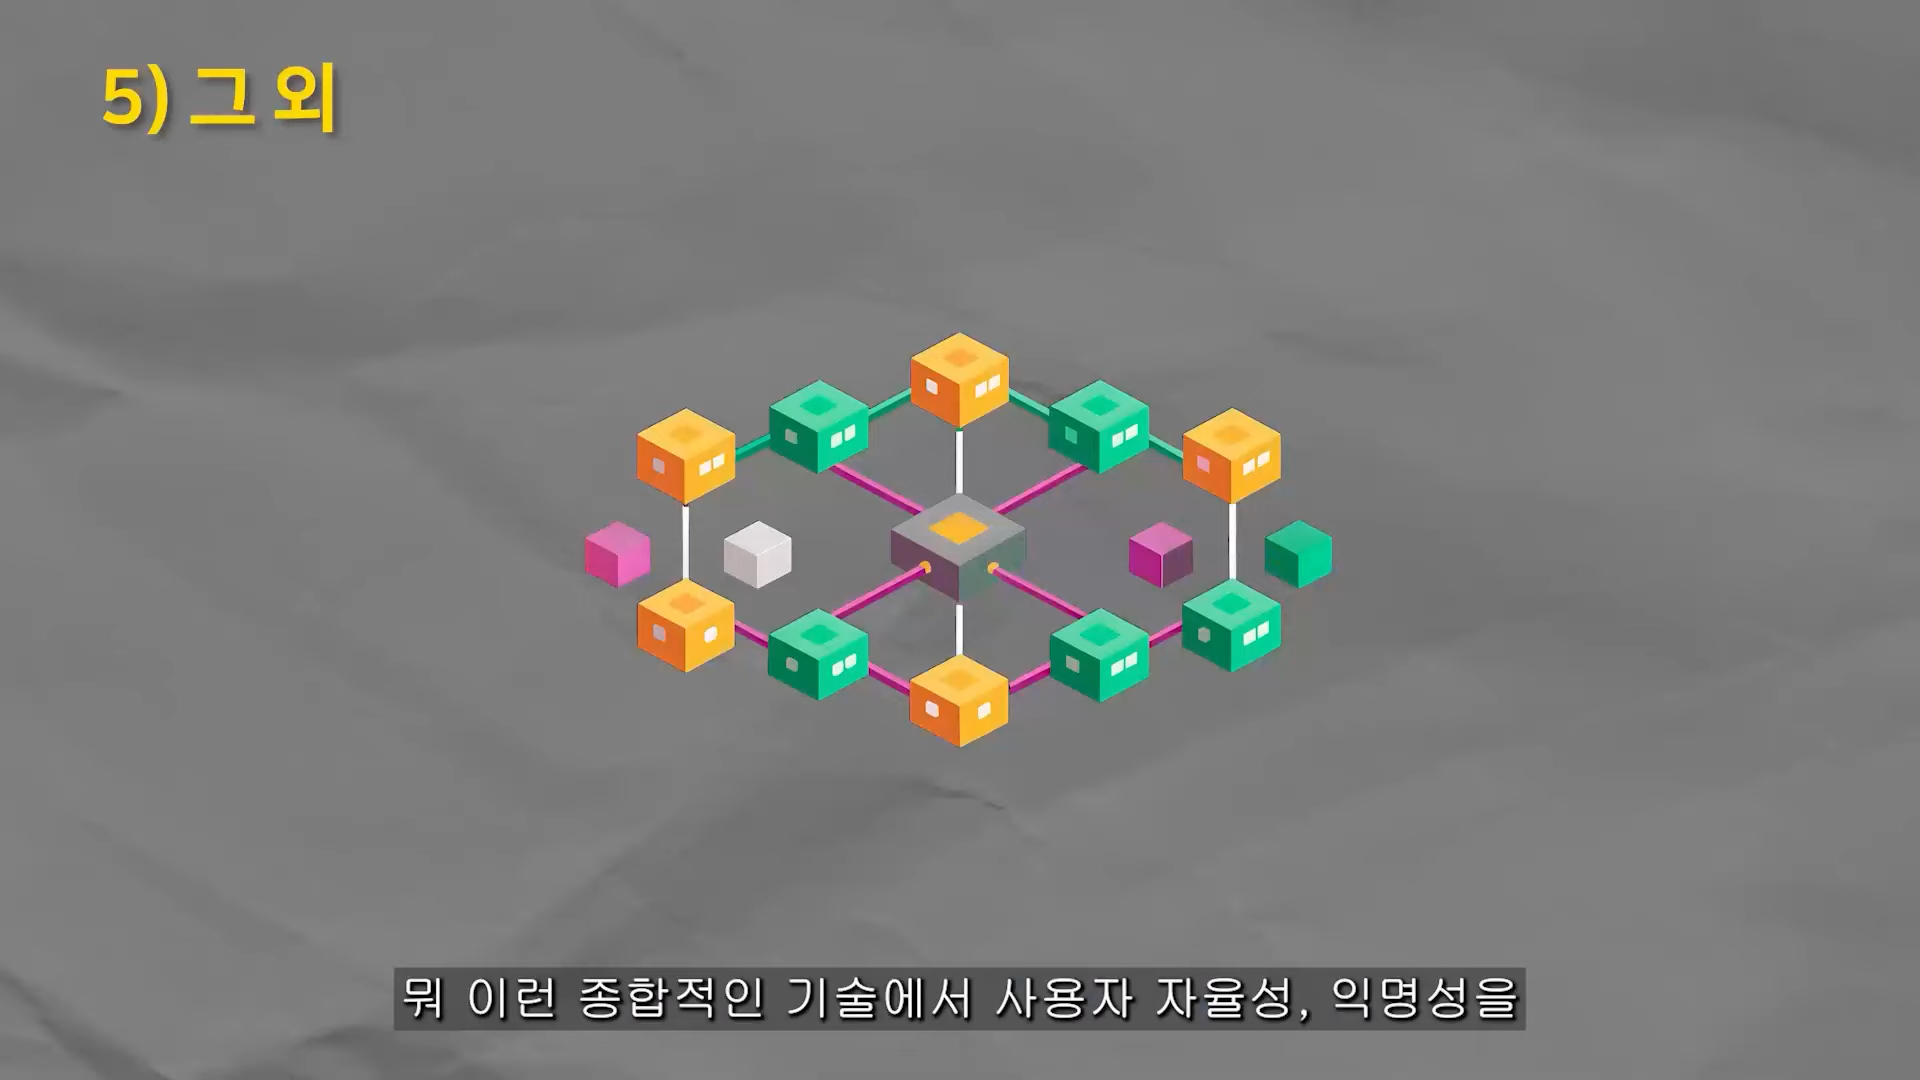 5) 그 외
뭐 이런 종합적인 기술에서 사용자 자율성, 익명성을